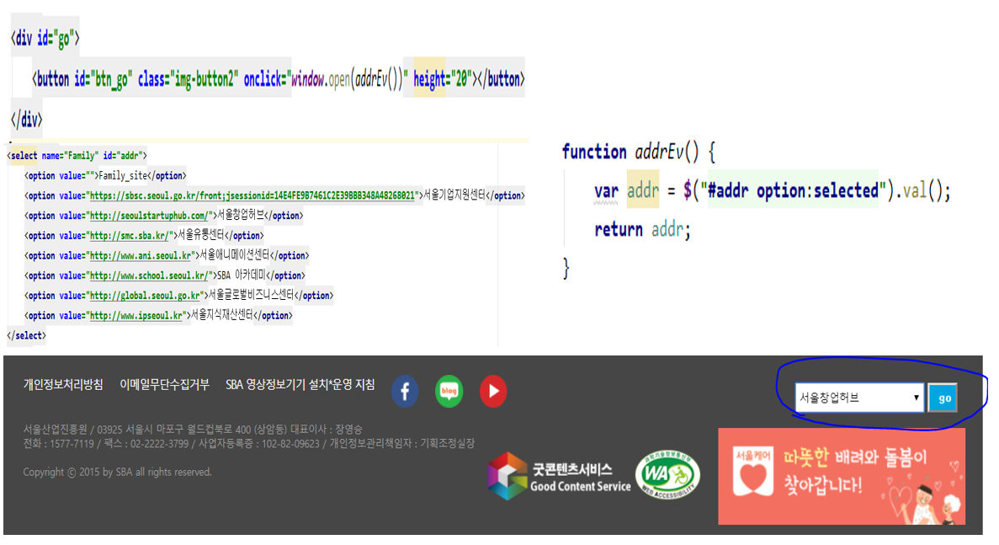 <div id="go">
<button id="btn_go" class="img-button2" onclick="window.open(addrEv())" height="20"></button>
</div>
<select name="Family" id="addr">
<option value="">Family_site</option>
<option value="https://sbsc.seoul.go.kr/front;jsessionid=14E4FE9B7461C2E39BBB348A48268021">서울기업지원센터</option>
<option value="http://seoulstartuphub.com/">서울창업허브</option>
<option value="http://smc.sba.kr/">서울유통센터</option>
<option value="http://www.ani.seoul.kr">서울애니메이션센터</option>
<option value="http://www.school.seoul.kr/">SBA 아카데미</option>
<option value="http://global.seoul.go.kr">서울글로벌비즈니스센터</option>
<option value="http://www.ipseoul.kr">서울지식재산센터</option>
</select>
function addrEv() {
var addr = $("#addr option:selected").val();
return addr;
}
개인정보처리방침 이메일무단수집거부 SBA 영상정보기기 설치*운영 지침 f blog
서울창업허브 go
서울산업진흥원 / 03925 서울시 마포구 월드컵북로 400 (상암동) 대표이사 : 장영승
전화 : 1577-7119 / 팩스 : 02-2222-3799 / 사업자등록증 : 102-82-09623 / 개인정보관리책임자 : 기획조정실장
Copyright ⓒ 2015 by SBA all rights reserved.
굿콘텐츠서비스
Good Content Service
WA
WEB ACCESSIBILITY
서울케어
따뜻한 배려와 돌봄이
찾아갑니다!